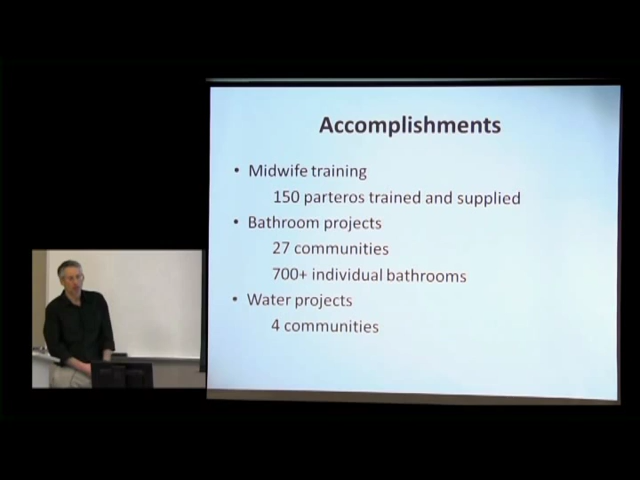 Accomplishments
• Midwife training
150 parteros trained and supplied
• Bathroom projects
27 communities
700+ individual bathrooms
• Water projects
4 communities